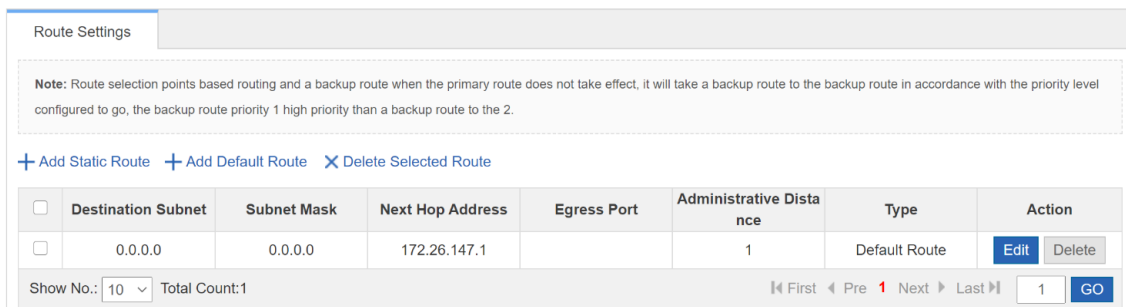 Route Settings
Note: Route selection points based routing and a backup route when the primary route does not take effect, it will take a backup route to the backup route in accordance with the priority level
configured to go, the backup route priority 1 high priority than a backup route to the 2.
Add Static Route Add Default Route Delete Selected Route
Destination Subnet Subnet Mask Next Hop Address Egress Port Administrative Dista
nce Type Action
0.0.0.0 0.0.0.0 172.26.147.1 1 Default Route Edit Delete
Show No.: 10 Total Count:1 First Pre 1 Next Last 1 GO